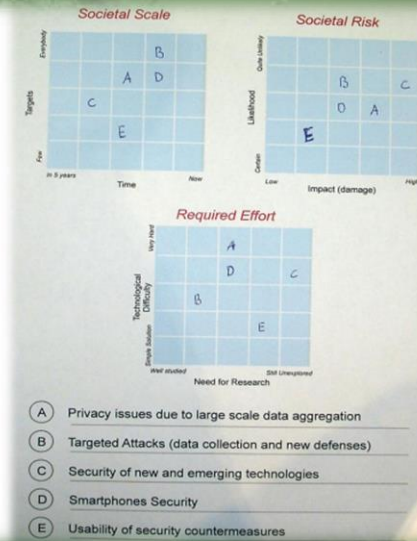 Societal Scale
Societal Risk
Everybody
Targets
Few
B
A D
C
E
In 5 years
Now
Time
Quite Unlikely
Likelihood
Certain
B C
D A
E
Low
High
Impact (damage)
Required Effort
Very Hard
Technological
Difficulty
Simple Solution
A
D C
B
E
Well studied
Still Unexplored
Need for Research
A Privacy issues due to large scale data aggregation
B Targeted Attacks (data collection and new defenses)
C Security of new and emerging technologies
D Smartphones Security
E Usability of security countermeasures